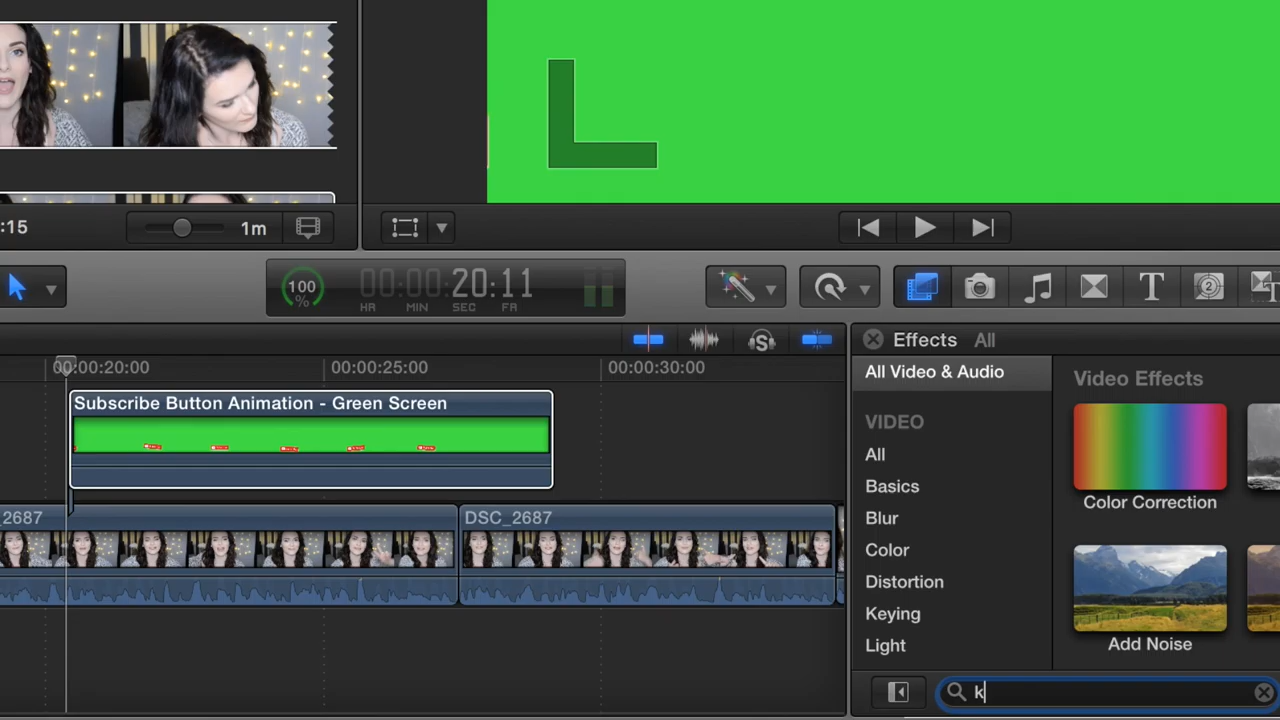 :15
1m
100
%
00:00:20:11
HR MIN SEC FR
T
2
T
S
Effects All
00:00:20:00
00:00:25:00
00:00:30:00
All Video & Audio
Video Effects
Subscribe Button Animation - Green Screen
VIDEO
All
Basics
Color Correction
_2687
DSC_2687
Blur
Color
Distortion
Keying
Light
Add Noise
k